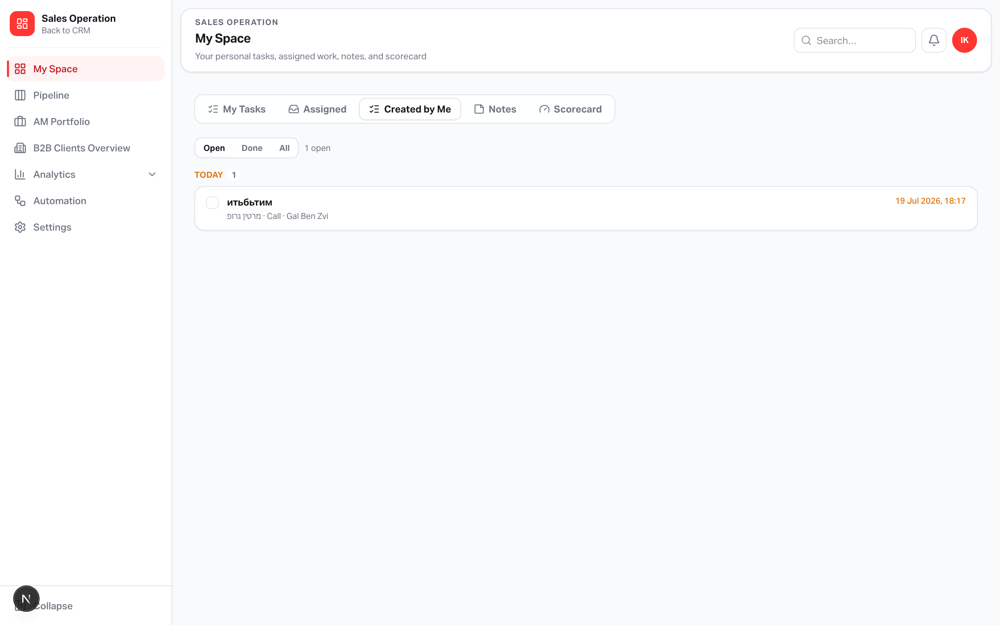 Sales Operation
Back to CRM
My Space
Pipeline
AM Portfolio
B2B Clients Overview
Analytics
Automation
Settings
N
Collapse
SALES OPERATION
My Space
Your personal tasks, assigned work, notes, and scorecard
Search...
IK
My Tasks
Assigned
Created by Me
Notes
Scorecard
Open
Done
All
1 open
TODAY 1
итьбьтим
19 Jul 2026, 18:17
מרטין גרופ · Call · Gal Ben Zvi